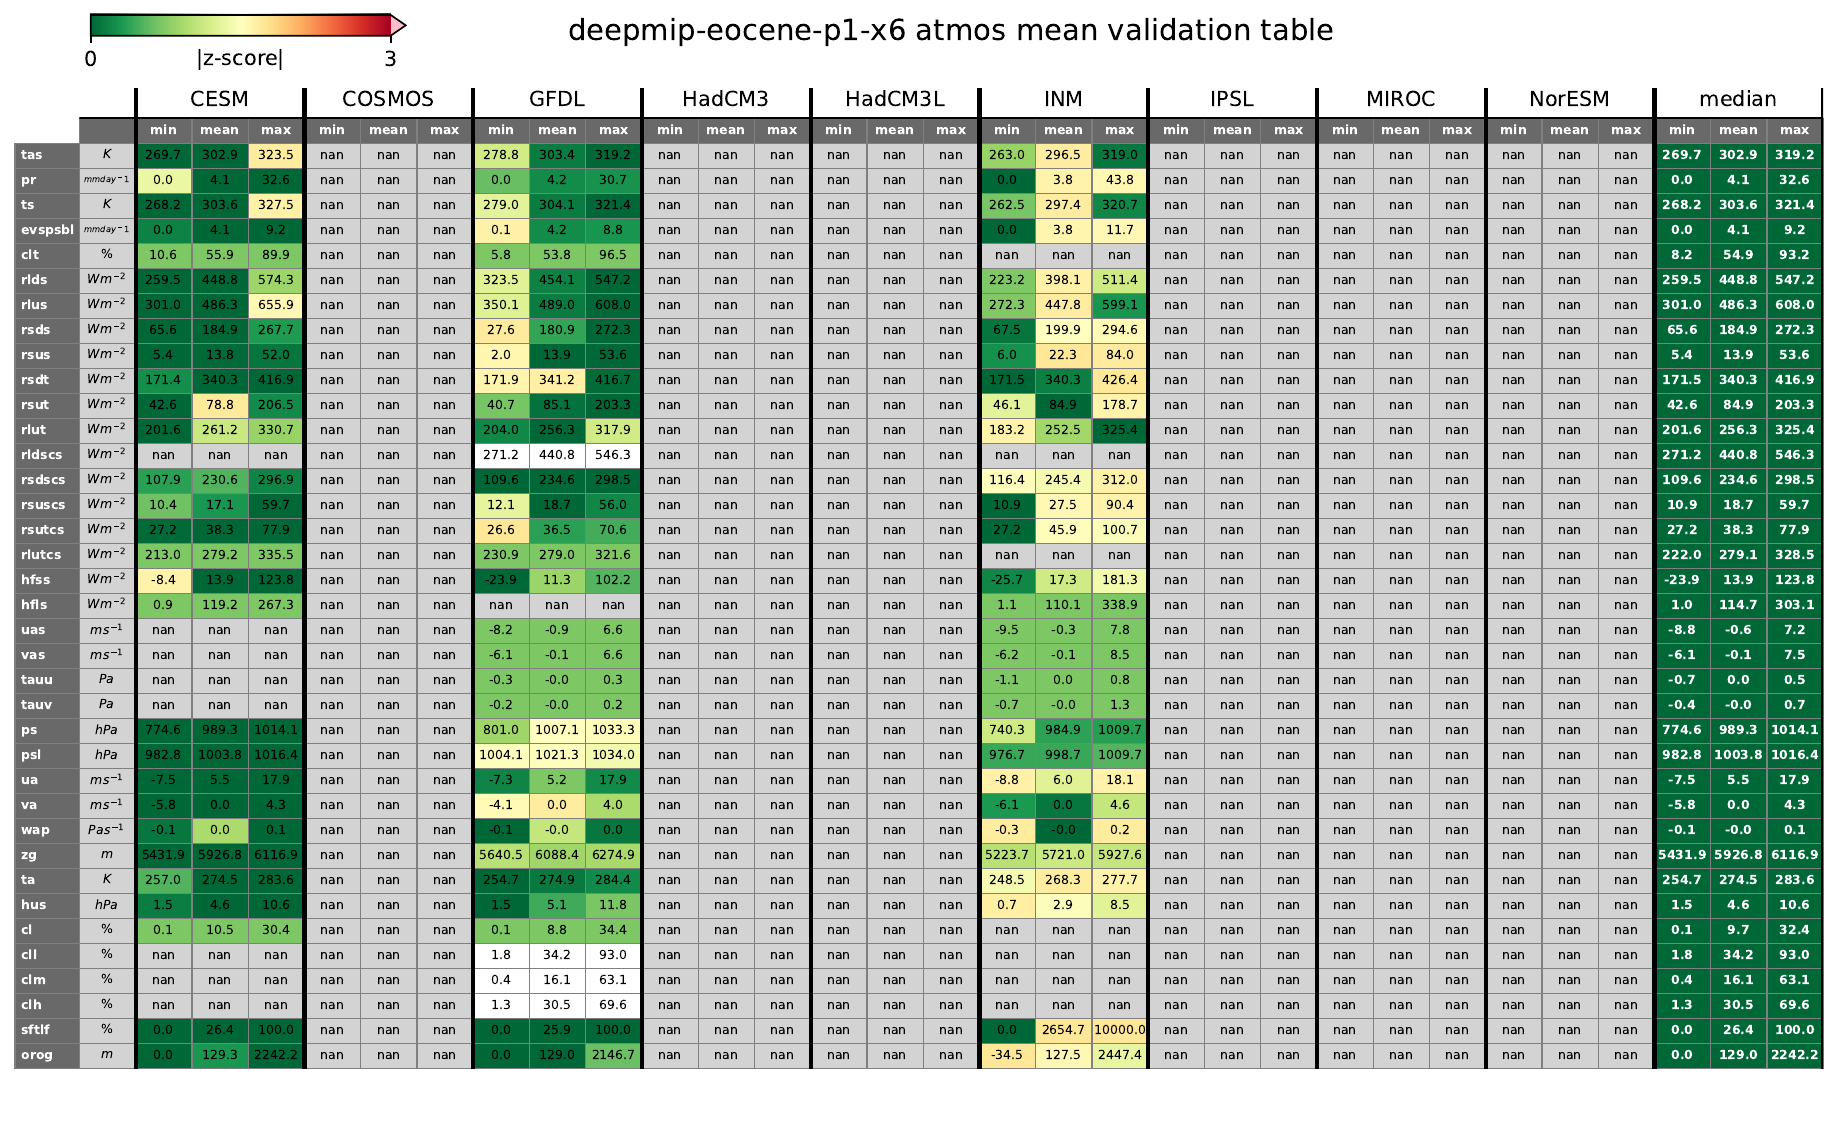 deepmip-eocene-p1-x6 atmos mean validation table
0 3
|z-score|
CESM COSMOS GFDL HadCM3 HadCM3L INM IPSL MIROC NorESM median
min mean max min mean max min mean max min mean max min mean max min mean max min mean max min mean max min mean max min mean max
tas K 269.7 302.9 323.5 nan nan nan 278.8 303.4 319.2 nan nan nan nan nan nan 263.0 296.5 319.0 nan nan nan nan nan nan nan nan nan 269.7 302.9 319.2
pr mmday−1 0.0 4.1 32.6 nan nan nan 0.0 4.2 30.7 nan nan nan nan nan nan 0.0 3.8 43.8 nan nan nan nan nan nan nan nan nan 0.0 4.1 32.6
ts K 268.2 303.6 327.5 nan nan nan 279.0 304.1 321.4 nan nan nan nan nan nan 262.5 297.4 320.7 nan nan nan nan nan nan nan nan nan 268.2 303.6 321.4
evspsbl mmday−1 0.0 4.1 9.2 nan nan nan 0.1 4.2 8.8 nan nan nan nan nan nan 0.0 3.8 11.7 nan nan nan nan nan nan nan nan nan 0.0 4.1 9.2
clt % 10.6 55.9 89.9 nan nan nan 5.8 53.8 96.5 nan nan nan nan nan nan nan nan nan nan nan nan nan nan nan nan nan nan 8.2 54.9 93.2
rlds Wm−2 259.5 448.8 574.3 nan nan nan 323.5 454.1 547.2 nan nan nan nan nan nan 223.2 398.1 511.4 nan nan nan nan nan nan nan nan nan 259.5 448.8 547.2
rlus Wm−2 301.0 486.3 655.9 nan nan nan 350.1 489.0 608.0 nan nan nan nan nan nan 272.3 447.8 599.1 nan nan nan nan nan nan nan nan nan 301.0 486.3 608.0
rsds Wm−2 65.6 184.9 267.7 nan nan nan 27.6 180.9 272.3 nan nan nan nan nan nan 67.5 199.9 294.6 nan nan nan nan nan nan nan nan nan 65.6 184.9 272.3
rsus Wm−2 5.4 13.8 52.0 nan nan nan 2.0 13.9 53.6 nan nan nan nan nan nan 6.0 22.3 84.0 nan nan nan nan nan nan nan nan nan 5.4 13.9 53.6
rsdt Wm−2 171.4 340.3 416.9 nan nan nan 171.9 341.2 416.7 nan nan nan nan nan nan 171.5 340.3 426.4 nan nan nan nan nan nan nan nan nan 171.5 340.3 416.9
rsut Wm−2 42.6 78.8 206.5 nan nan nan 40.7 85.1 203.3 nan nan nan nan nan nan 46.1 84.9 178.7 nan nan nan nan nan nan nan nan nan 42.6 84.9 203.3
rlut Wm−2 201.6 261.2 330.7 nan nan nan 204.0 256.3 317.9 nan nan nan nan nan nan 183.2 252.5 325.4 nan nan nan nan nan nan nan nan nan 201.6 256.3 325.4
rldscs Wm−2 nan nan nan nan nan nan 271.2 440.8 546.3 nan nan nan nan nan nan nan nan nan nan nan nan nan nan nan nan nan nan 271.2 440.8 546.3
rsdscs Wm−2 107.9 230.6 296.9 nan nan nan 109.6 234.6 298.5 nan nan nan nan nan nan 116.4 245.4 312.0 nan nan nan nan nan nan nan nan nan 109.6 234.6 298.5
rsuscs Wm−2 10.4 17.1 59.7 nan nan nan 12.1 18.7 56.0 nan nan nan nan nan nan 10.9 27.5 90.4 nan nan nan nan nan nan nan nan nan 10.9 18.7 59.7
rsutcs Wm−2 27.2 38.3 77.9 nan nan nan 26.6 36.5 70.6 nan nan nan nan nan nan 27.2 45.9 100.7 nan nan nan nan nan nan nan nan nan 27.2 38.3 77.9
rlutcs Wm−2 213.0 279.2 335.5 nan nan nan 230.9 279.0 321.6 nan nan nan nan nan nan nan nan nan nan nan nan nan nan nan nan nan nan 222.0 279.1 328.5
hfss Wm−2 -8.4 13.9 123.8 nan nan nan -23.9 11.3 102.2 nan nan nan nan nan nan -25.7 17.3 181.3 nan nan nan nan nan nan nan nan nan -23.9 13.9 123.8
hfls Wm−2 0.9 119.2 267.3 nan nan nan nan nan nan nan nan nan nan nan nan 1.1 110.1 338.9 nan nan nan nan nan nan nan nan nan 1.0 114.7 303.1
uas ms−1 nan nan nan nan nan nan -8.2 -0.9 6.6 nan nan nan nan nan nan -9.5 -0.3 7.8 nan nan nan nan nan nan nan nan nan -8.8 -0.6 7.2
vas ms−1 nan nan nan nan nan nan -6.1 -0.1 6.6 nan nan nan nan nan nan -6.2 -0.1 8.5 nan nan nan nan nan nan nan nan nan -6.1 -0.1 7.5
tauu Pa nan nan nan nan nan nan -0.3 -0.0 0.3 nan nan nan nan nan nan -1.1 0.0 0.8 nan nan nan nan nan nan nan nan nan -0.7 0.0 0.5
tauv Pa nan nan nan nan nan nan -0.2 -0.0 0.2 nan nan nan nan nan nan -0.7 -0.0 1.3 nan nan nan nan nan nan nan nan nan -0.4 -0.0 0.7
ps hPa 774.6 989.3 1014.1 nan nan nan 801.0 1007.1 1033.3 nan nan nan nan nan nan 740.3 984.9 1009.7 nan nan nan nan nan nan nan nan nan 774.6 989.3 1014.1
psl hPa 982.8 1003.8 1016.4 nan nan nan 1004.1 1021.3 1034.0 nan nan nan nan nan nan 976.7 998.7 1009.7 nan nan nan nan nan nan nan nan nan 982.8 1003.8 1016.4
ua ms−1 -7.5 5.5 17.9 nan nan nan -7.3 5.2 17.9 nan nan nan nan nan nan -8.8 6.0 18.1 nan nan nan nan nan nan nan nan nan -7.5 5.5 17.9
va ms−1 -5.8 0.0 4.3 nan nan nan -4.1 0.0 4.0 nan nan nan nan nan nan -6.1 0.0 4.6 nan nan nan nan nan nan nan nan nan -5.8 0.0 4.3
wap Pas−1 -0.1 0.0 0.1 nan nan nan -0.1 -0.0 0.0 nan nan nan nan nan nan -0.3 -0.0 0.2 nan nan nan nan nan nan nan nan nan -0.1 -0.0 0.1
zg m 5431.9 5926.8 6116.9 nan nan nan 5640.5 6088.4 6274.9 nan nan nan nan nan nan 5223.7 5721.0 5927.6 nan nan nan nan nan nan nan nan nan 5431.9 5926.8 6116.9
ta K 257.0 274.5 283.6 nan nan nan 254.7 274.9 284.4 nan nan nan nan nan nan 248.5 268.3 277.7 nan nan nan nan nan nan nan nan nan 254.7 274.5 283.6
hus hPa 1.5 4.6 10.6 nan nan nan 1.5 5.1 11.8 nan nan nan nan nan nan 0.7 2.9 8.5 nan nan nan nan nan nan nan nan nan 1.5 4.6 10.6
cl % 0.1 10.5 30.4 nan nan nan 0.1 8.8 34.4 nan nan nan nan nan nan nan nan nan nan nan nan nan nan nan nan nan nan 0.1 9.7 32.4
cll % nan nan nan nan nan nan 1.8 34.2 93.0 nan nan nan nan nan nan nan nan nan nan nan nan nan nan nan nan nan nan 1.8 34.2 93.0
clm % nan nan nan nan nan nan 0.4 16.1 63.1 nan nan nan nan nan nan nan nan nan nan nan nan nan nan nan nan nan nan 0.4 16.1 63.1
clh % nan nan nan nan nan nan 1.3 30.5 69.6 nan nan nan nan nan nan nan nan nan nan nan nan nan nan nan nan nan nan 1.3 30.5 69.6
sftlf % 0.0 26.4 100.0 nan nan nan 0.0 25.9 100.0 nan nan nan nan nan nan 0.0 2654.7 10000.0 nan nan nan nan nan nan nan nan nan 0.0 26.4 100.0
orog m 0.0 129.3 2242.2 nan nan nan 0.0 129.0 2146.7 nan nan nan nan nan nan -34.5 127.5 2447.4 nan nan nan nan nan nan nan nan nan 0.0 129.0 2242.2